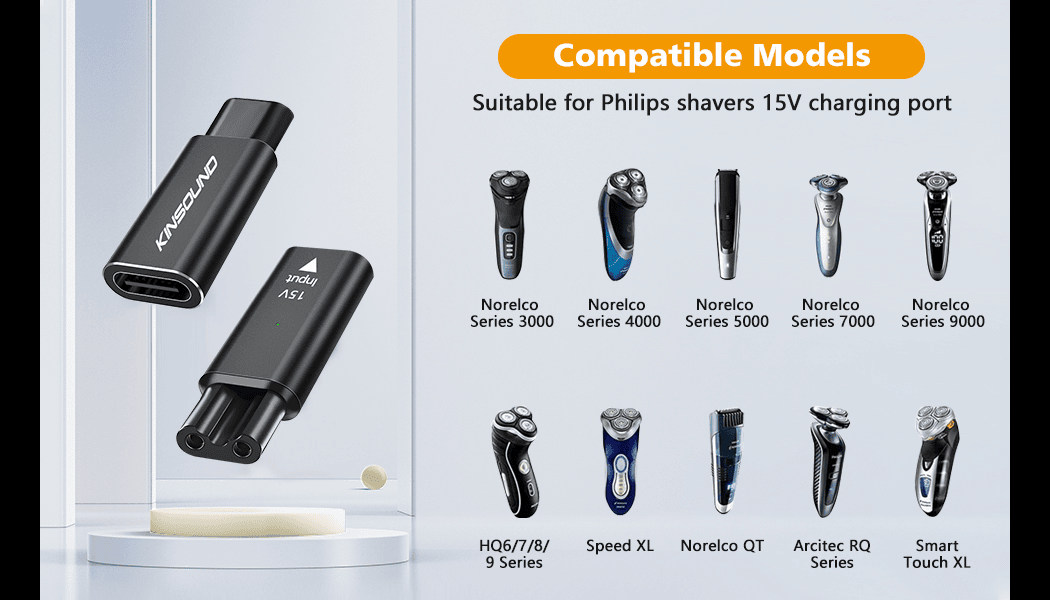 Compatible Models
Suitable for Philips shavers 15V charging port
KINSOUND
Input
15V
Norelco
Series 3000
Norelco
Series 4000
Norelco
Series 5000
Norelco
Series 7000
Norelco
Series 9000
HQ6/7/8/
9 Series
Speed XL
Norelco QT
Arcitec RQ
Series
Smart
Touch XL